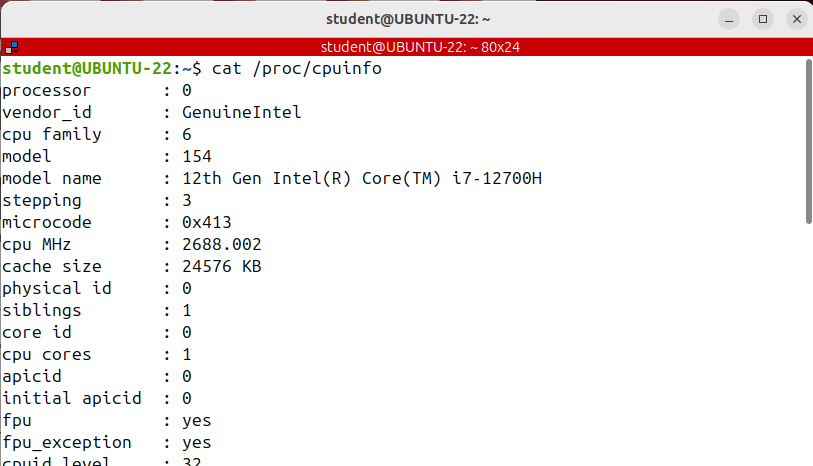 student@UBUNTU-22: ~
student@UBUNTU-22: ~ 80x24
student@UBUNTU-22:~$ cat /proc/cpuinfo
processor : 0
vendor_id : GenuineIntel
cpu family : 6
model : 154
model name : 12th Gen Intel(R) Core(TM) i7-12700H
stepping : 3
microcode : 0x413
cpu MHz : 2688.002
cache size : 24576 KB
physical id : 0
siblings : 1
core id : 0
cpu cores : 1
apicid : 0
initial apicid : 0
fpu : yes
fpu_exception : yes
cpuid level : 32